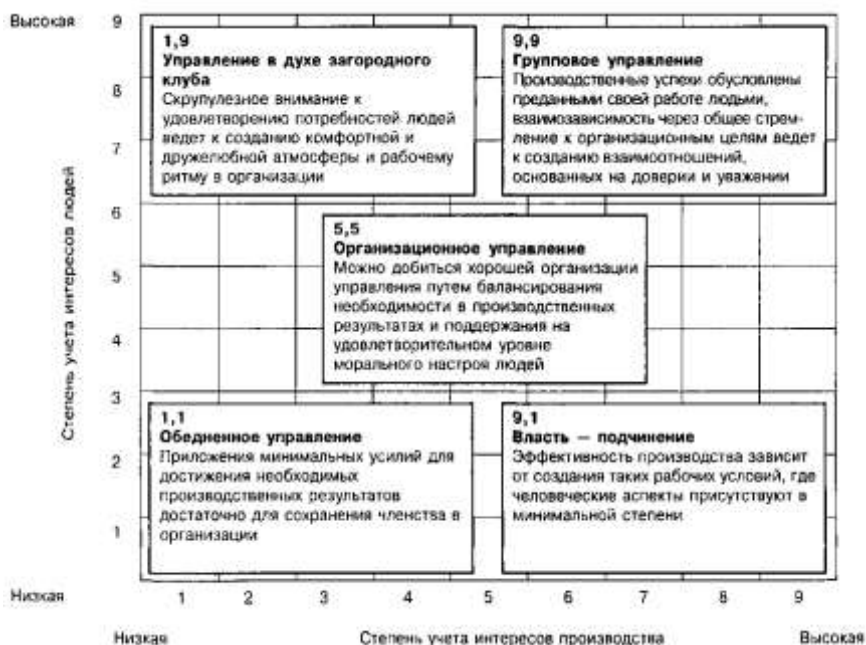 Высокая
9
8
7
6
5
4
3
2
1
Низкая
Степень учета интересов людей
1,9
Управление в духе загородного
клуба
Скрупулезное внимание к
удовлетворению потребностей людей
ведет к созданию комфортной и
дружелюбной атмосферы и рабочему
ритму в организации
9,9
Групповое управление
Производственные успехи обусловлены
преданными своей работе людьми,
взаимозависимость через общее стрем-
ление к организационным целям ведет
к созданию взаимоотношений,
основанных на доверии и уважении
5,5
Организационное управление
Можно добиться хорошей организации
управления путем балансирования
необходимости в производственных
результатах и поддержания на
удовлетворительном уровне
морального настроя людей
1,1
Обедненное управление
Приложения минимальных усилий для
достижения необходимых
производственных результатов
достаточно для сохранения членства в
организации
9,1
Власть — подчинение
Эффективность производства зависит
от создания таких рабочих условий, где
человеческие аспекты присутствуют в
минимальной степени
1 2 3 4 5 6 7 8 9
Низкая Степень учета интересов производства Высокая